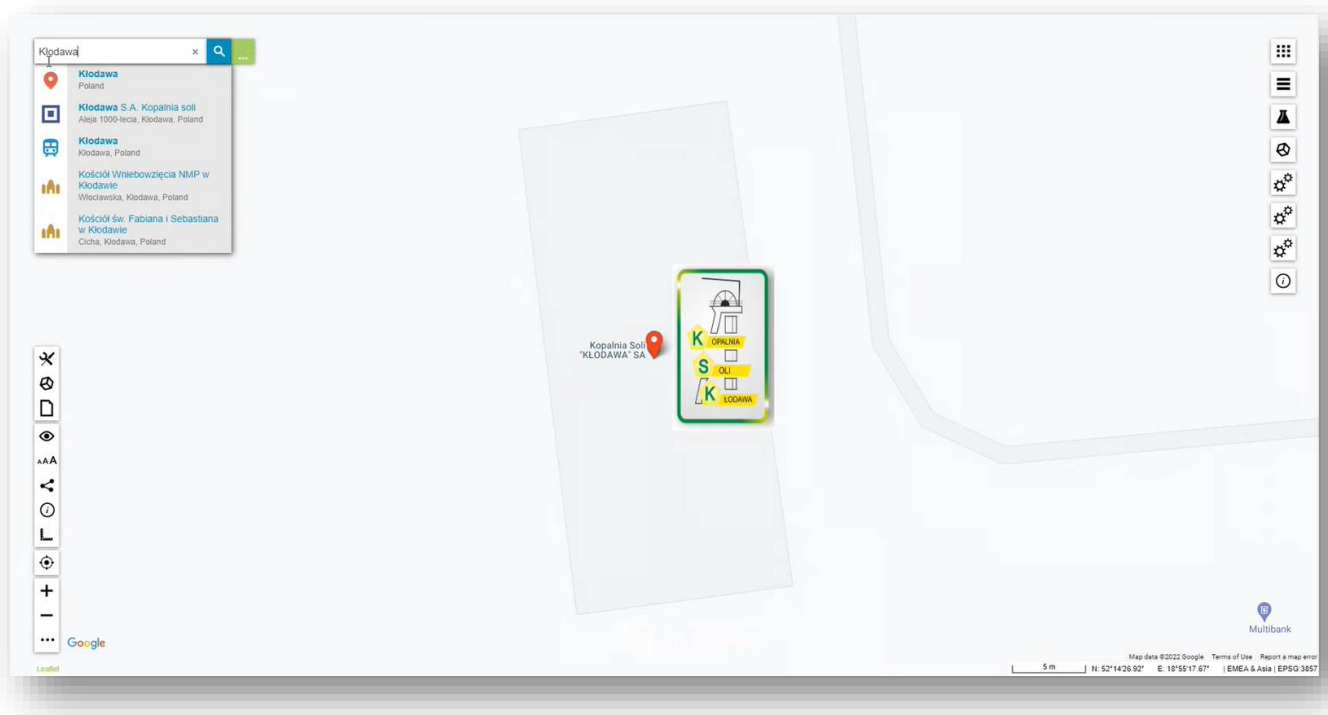 Kłodawa
×
...
Kłodawa
Poland
Kłodawa S.A. Kopalnia soli
Aleja 1000-lecia, Kłodawa, Poland
Kłodawa
Kłodawa, Poland
Kościół Wniebowzięcia NMP w
Kłodawie
Włocławska, Kłodawa, Poland
Kościół św. Fabiana i Sebastiana
w Kłodawie
Cicha, Kłodawa, Poland
Kopalnia Soli
"KŁODAWA" SA
K OPALNIA
S OLI
K ŁODAWA
AAA
Google
Leaflet
Multibank
Map data ©2022 Google Terms of Use Report a map error
5 m N: 52°14'26.92" E: 18°55'17.67" | EMEA & Asia | EPSG:3857